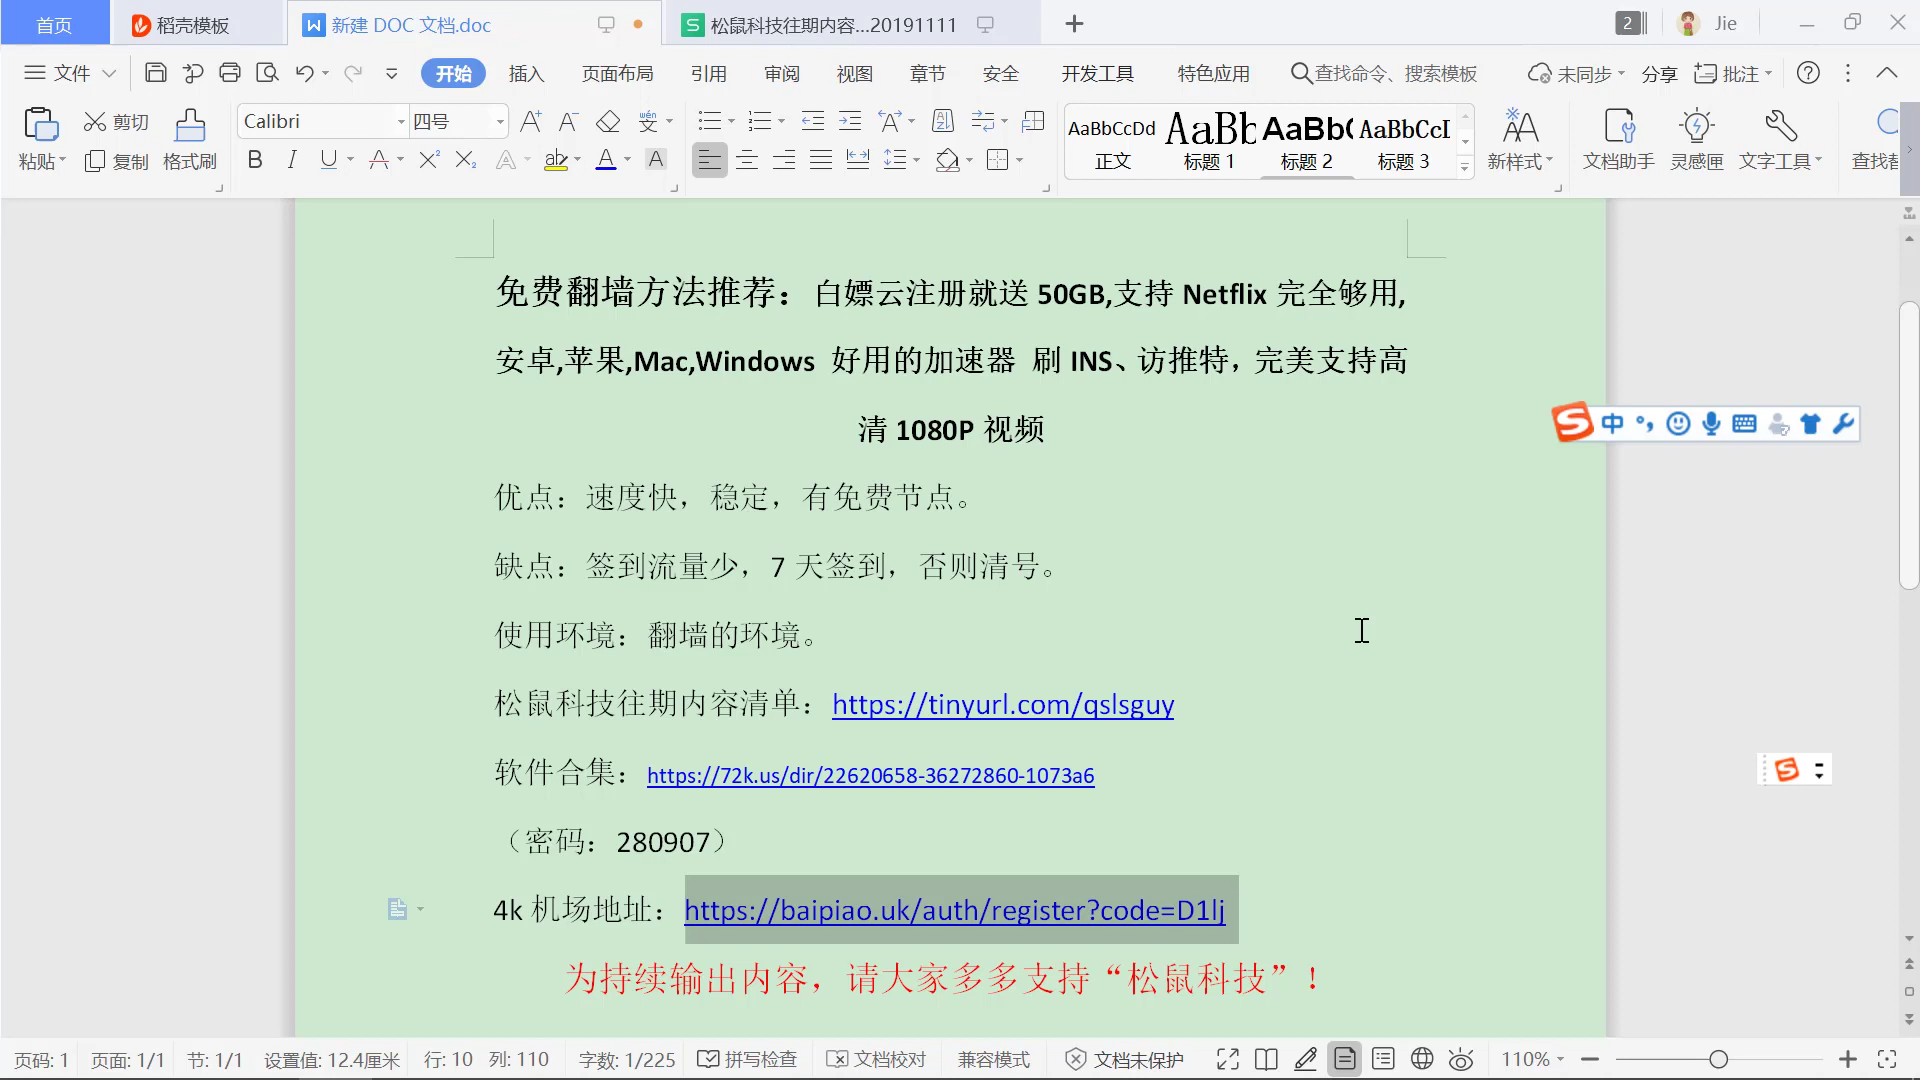 首页 稻壳模板 新建 DOC 文档.doc 松鼠科技往期内容...20191111 2 Jie
文件 开始 插入 页面布局 引用 审阅 视图 章节 安全 开发工具 特色应用 查找命令、搜索模板 未同步 分享 批注
粘贴 剪切 复制 格式刷 Calibri 四号
AaBbCcDd AaBb AaBb( AaBbCcI
正文 标题 1 标题 2 标题 3 新样式 文档助手 灵感匣 文字工具 查找替
免费翻墙方法推荐：白嫖云注册就送 50GB,支持 Netflix 完全够用,
安卓,苹果,Mac,Windows 好用的加速器 刷 INS、访推特，完美支持高
清 1080P 视频
中
优点：速度快，稳定，有免费节点。
缺点：签到流量少，7 天签到，否则清号。
使用环境：翻墙的环境。
松鼠科技往期内容清单：https://tinyurl.com/qslsguy
软件合集：https://72k.us/dir/22620658-36272860-1073a6
（密码：280907）
4k 机场地址：https://baipiao.uk/auth/register?code=D1lj
为持续输出内容，请大家多多支持“松鼠科技”！
页码: 1 页面: 1/1 节: 1/1 设置值: 12.4厘米 行: 10 列: 110 字数: 1/225 拼写检查 文档校对 兼容模式 文档未保护 110%